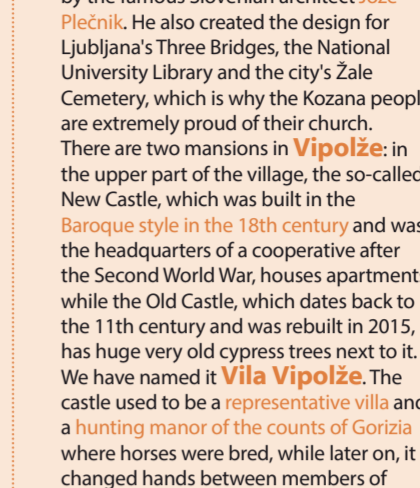 by the famous Slovenian architect Jože
Plečnik. He also created the design for
Ljubljana's Three Bridges, the National
University Library and the city's Žale
Cemetery, which is why the Kozana peopl
are extremely proud of their church.
There are two mansions in Vipolže: in
the upper part of the village, the so-called
New Castle, which was built in the
Baroque style in the 18th century and was
the headquarters of a cooperative after
the Second World War, houses apartment
while the Old Castle, which dates back to
the 11th century and was rebuilt in 2015,
has huge very old cypress trees next to it.
We have named it Vila Vipolže. The
castle used to be a representative villa and
a hunting manor of the counts of Gorizia
where horses were bred, while later on, it
changed hands between members of